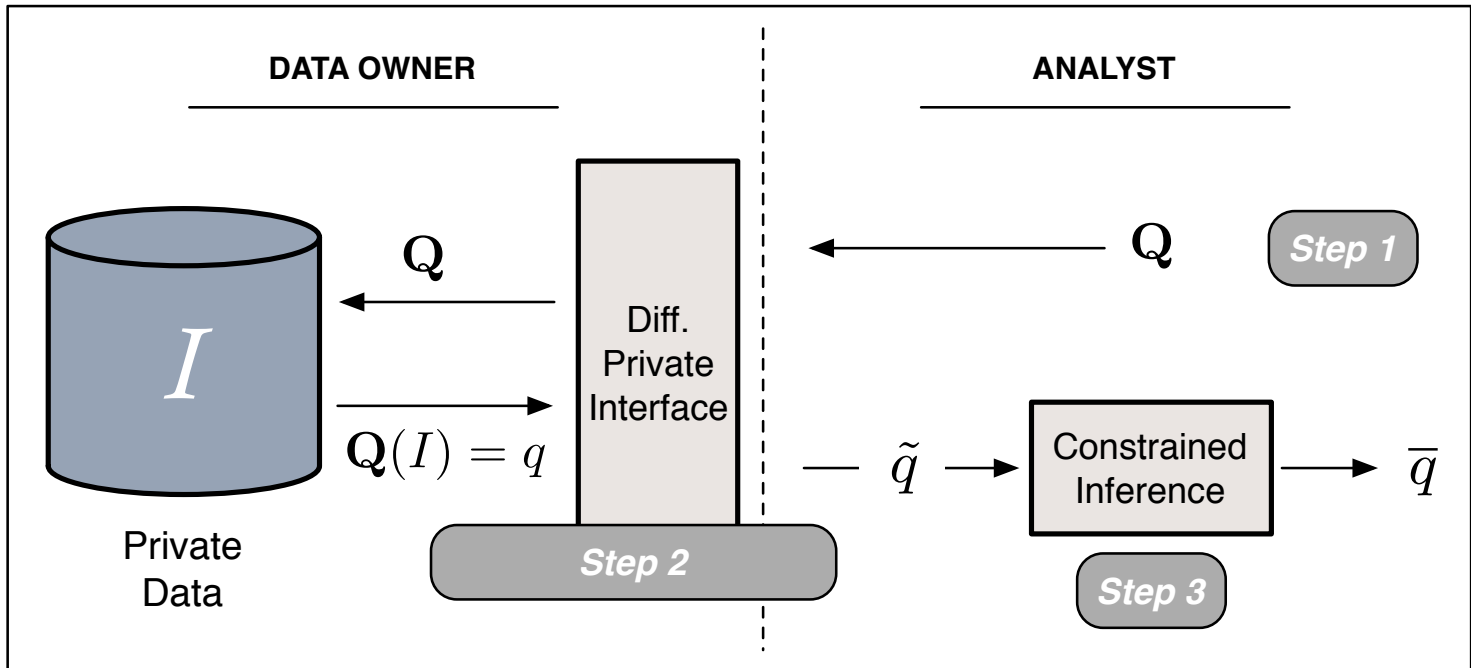 DATA OWNER
ANALYST
Q
Q
Step 1
I
Diff.
Private
Interface
Q(I) = q
q̃
Constrained
Inference
q̅
Private
Data
Step 2
Step 3